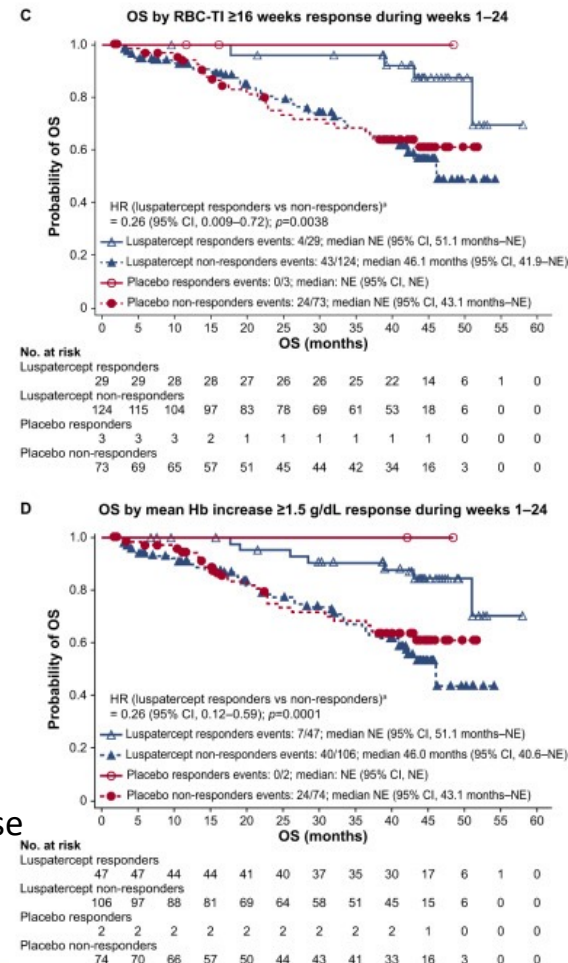 C OS by RBC-TI ≥16 weeks response during weeks 1–24
Probability of OS
1.0
0.8
0.6
0.4
0.2
0
HR (luspatercept responders vs non-responders)ᵃ
= 0.26 (95% CI, 0.009–0.72); p=0.0038
Luspatercept responders events: 4/29; median NE (95% CI, 51.1 months–NE)
Luspatercept non-responders events: 43/124; median 46.1 months (95% CI, 41.9–NE)
Placebo responders events: 0/3; median: NE (95% CI, NE)
Placebo non-responders events: 24/73; median NE (95% CI, 43.1 months–NE)
0 5 10 15 20 25 30 35 40 45 50 55 60
OS (months)
No. at risk
Luspatercept responders
29 29 28 28 27 26 26 25 22 14 6 1 0
Luspatercept non-responders
124 115 104 97 83 78 69 61 53 18 6 0 0
Placebo responders
3 3 3 2 1 1 1 1 1 1 0 0 0
Placebo non-responders
73 69 65 57 51 45 44 42 34 16 3 0 0
D OS by mean Hb increase ≥1.5 g/dL response during weeks 1–24
Probability of OS
1.0
0.8
0.6
0.4
0.2
0
HR (luspatercept responders vs non-responders)ᵃ
= 0.26 (95% CI, 0.12–0.59); p=0.0001
Luspatercept responders events: 7/47; median NE (95% CI, 51.1 months–NE)
Luspatercept non-responders events: 40/106; median 46.0 months (95% CI, 40.6–NE)
Placebo responders events: 0/2; median: NE (95% CI, NE)
Placebo non-responders events: 24/74; median NE (95% CI, 43.1 months–NE)
0 5 10 15 20 25 30 35 40 45 50 55 60
OS (months)
se
No. at risk
Luspatercept responders
47 47 44 44 41 40 37 35 30 17 6 1 0
Luspatercept non-responders
106 97 88 81 69 64 58 51 45 15 6 0 0
Placebo responders
2 2 2 2 2 2 2 2 2 1 0 0 0
Placebo non-responders
74 70 66 57 50 44 43 41 33 16 3 0 0